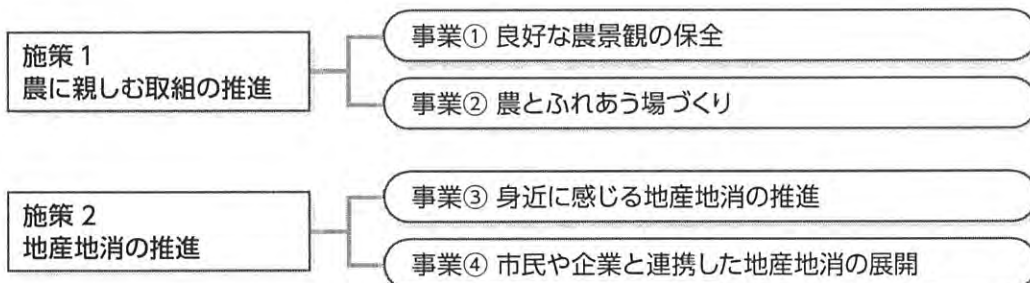 施策 1
農に親しむ取組の推進
事業① 良好な農景観の保全
事業② 農とふれあう場づくり
施策 2
地産地消の推進
事業③ 身近に感じる地産地消の推進
事業④ 市民や企業と連携した地産地消の展開